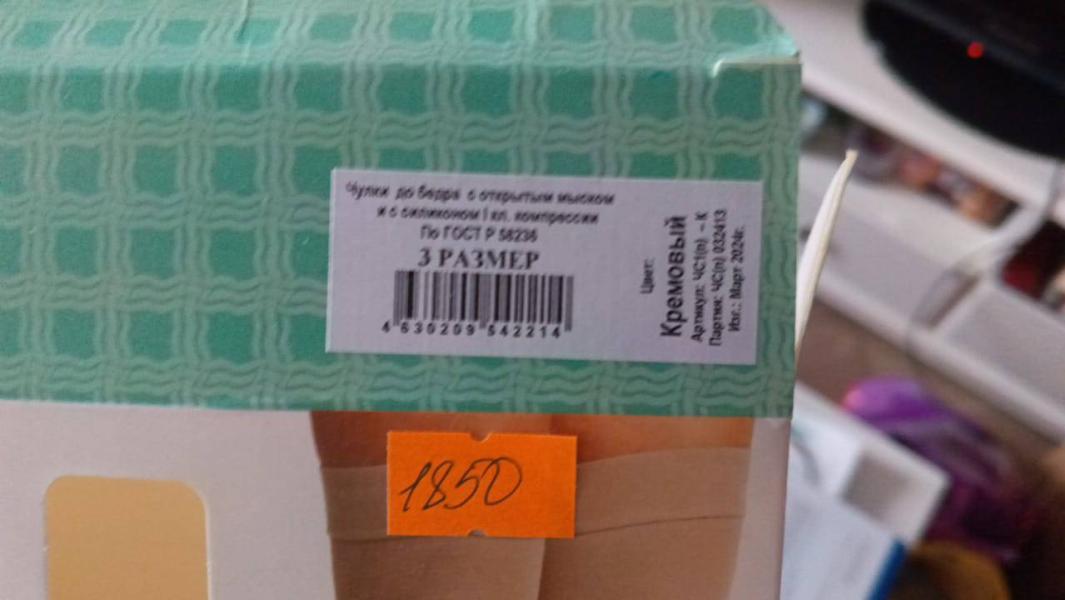 Чулки до бедра с открытым мыском
и с силиконом I кл. компрессии
По ГОСТ Р 58236
3 РАЗМЕР
4 630209 542214
Цвет:
Кремовый
Артикул: ЧС1(п) – К
Партия: ЧС(п) 032413
Изг.: Март 2024г.
1850